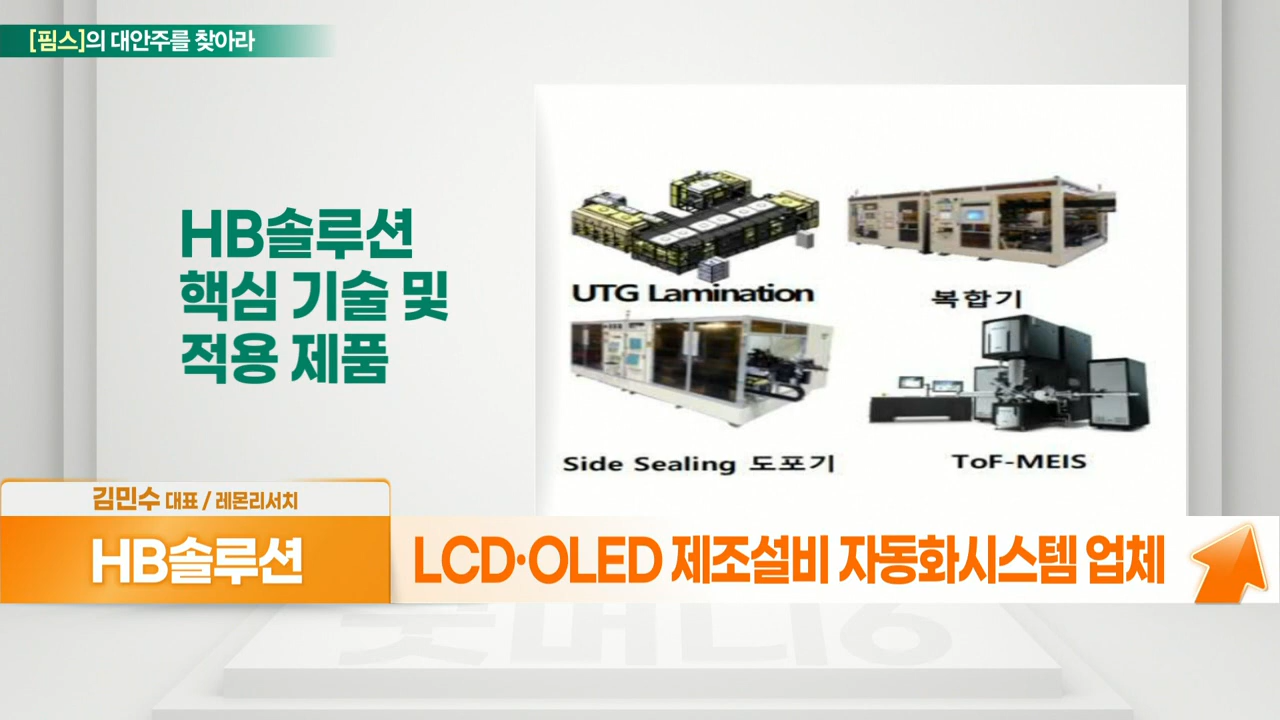 [핌스]의 대안주를 찾아라
HB솔루션
핵심 기술 및
적용 제품
UTG Lamination
복합기
Side Sealing 도포기
ToF-MEIS
김민수 대표 / 레몬리서치
HB솔루션
LCD·OLED 제조설비 자동화시스템 업체